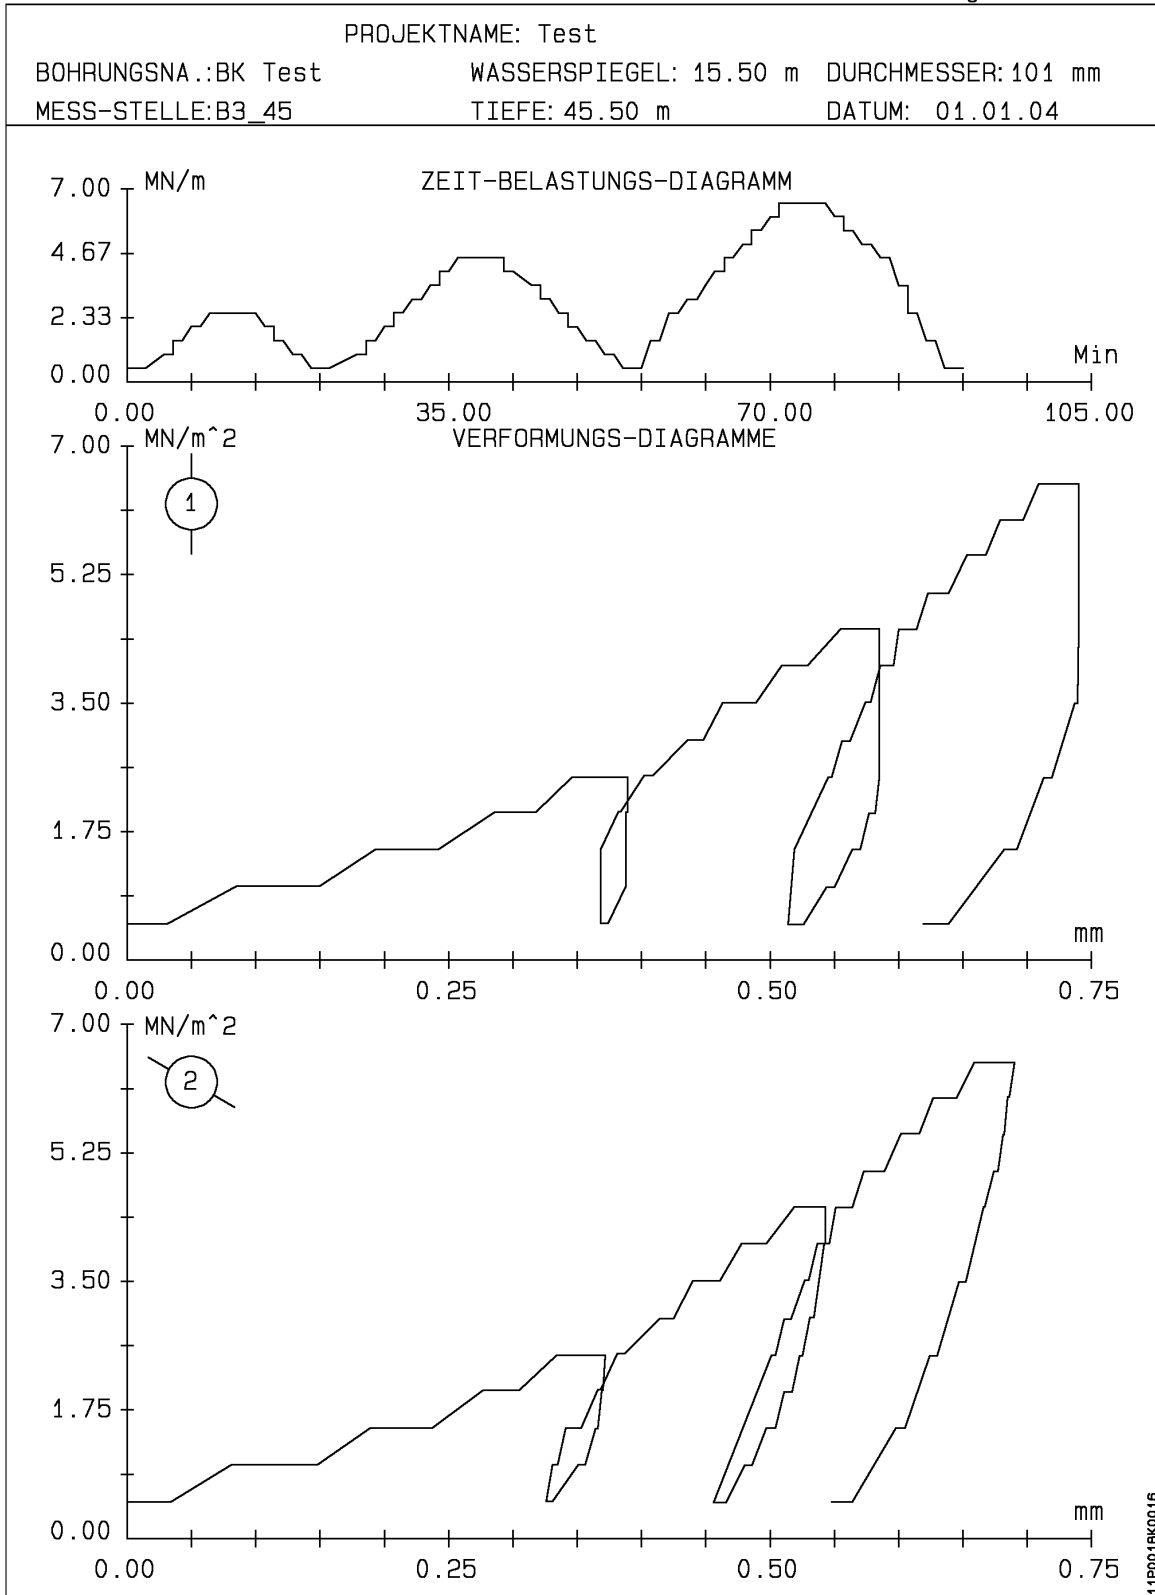 PROJEKTNAME: Test
BOHRUNGSNA.:BK Test WASSERSPIEGEL: 15.50 m DURCHMESSER:101 mm
MESS-STELLE:B3_45 TIEFE: 45.50 m DATUM: 01.01.04
7.00 MN/m ZEIT-BELASTUNGS-DIAGRAMM
4.67
2.33
0.00 Min
0.00 35.00 70.00 105.00
7.00 MN/m^2 VERFORMUNGS-DIAGRAMME
1
5.25
3.50
1.75
0.00 mm
0.00 0.25 0.50 0.75
7.00 MN/m^2
2
5.25
3.50
1.75
0.00 mm
0.00 0.25 0.50 0.75